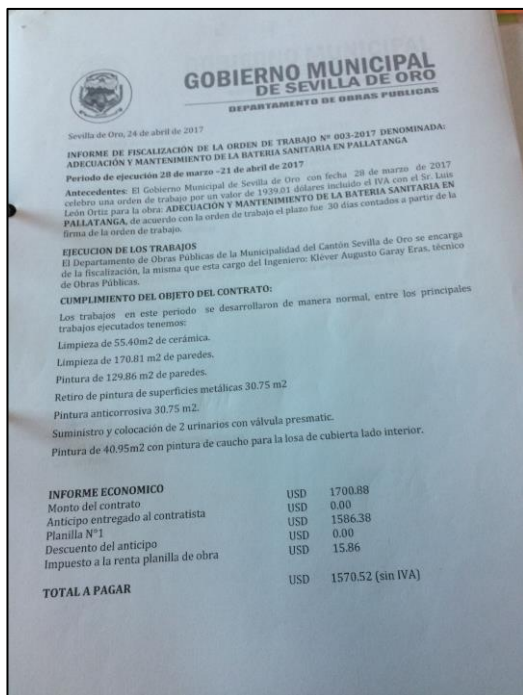 GOBIERNO MUNICIPAL
DE SEVILLA DE ORO
DEPARTAMENTO DE OBRAS PUBLICAS
Sevilla de Oro, 24 de abril de 2017
INFORME DE FISCALIZACIÓN DE LA ORDEN DE TRABAJO Nº 003-2017 DENOMINADA:
ADECUACIÓN Y MANTENIMIENTO DE LA BATERIA SANITARIA EN PALLATANGA
Periodo de ejecución 28 de marzo -21 de abril de 2017
Antecedentes: El Gobierno Municipal de Sevilla de Oro con fecha 28 de marzo de 2017
celebro una orden de trabajo por un valor de 1939.01 dólares incluido el IVA con el Sr. Luis
León Ortiz para la obra: ADECUACIÓN Y MANTENIMIENTO DE LA BATERIA SANITARIA EN
PALLATANGA, de acuerdo con la orden de trabajo el plazo fue 30 días contados a partir de la
firma de la orden de trabajo.
EJECUCION DE LOS TRABAJOS
El Departamento de Obras Públicas de la Municipalidad del Cantón Sevilla de Oro se encarga
de la fiscalización, la misma que esta cargo del Ingeniero: Kléver Augusto Garay Eras, técnico
de Obras Públicas.
CUMPLIMIENTO DEL OBJETO DEL CONTRATO:
Los trabajos en este periodo se desarrollaron de manera normal, entre los principales
trabajos ejecutados tenemos:
Limpieza de 55.40m2 de cerámica.
Limpieza de 170.81 m2 de paredes.
Pintura de 129.86 m2 de paredes.
Retiro de pintura de superficies metálicas 30.75 m2
Pintura anticorrosiva 30.75 m2.
Suministro y colocación de 2 urinarios con válvula presmatic.
Pintura de 40.95m2 con pintura de caucho para la losa de cubierta lado interior.
INFORME ECONOMICO
Monto del contrato USD 1700.88
Anticipo entregado al contratista USD 0.00
Planilla N°1 USD 1586.38
Descuento del anticipo USD 0.00
Impuesto a la renta planilla de obra USD 15.86
TOTAL A PAGAR USD 1570.52 (sin IVA)